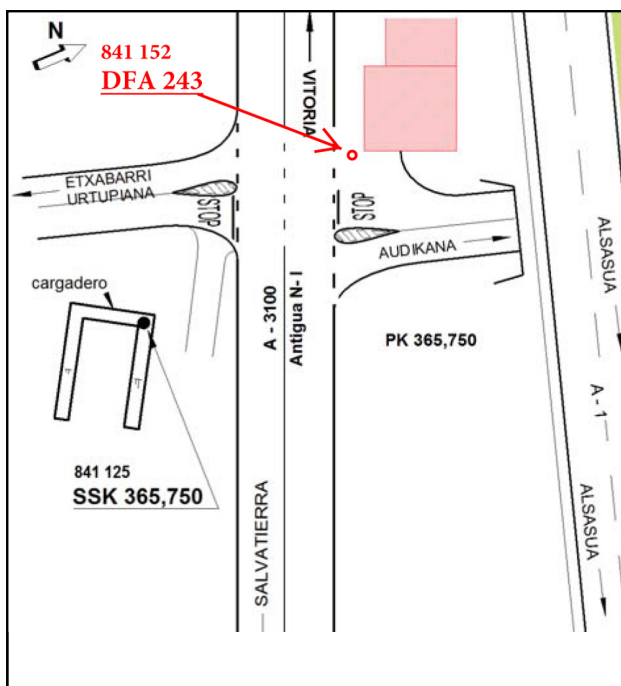 N
841 152
DFA 243
VITORIA
ETXABARRI
URTUPIANA
STOP
STOP
AUDIKANA
ALSASUA
cargadero
A - 3100
Antigua N- I
PK 365,750
A - 1
841 125
SSK 365,750
SALVATIERRA
ALSASUA